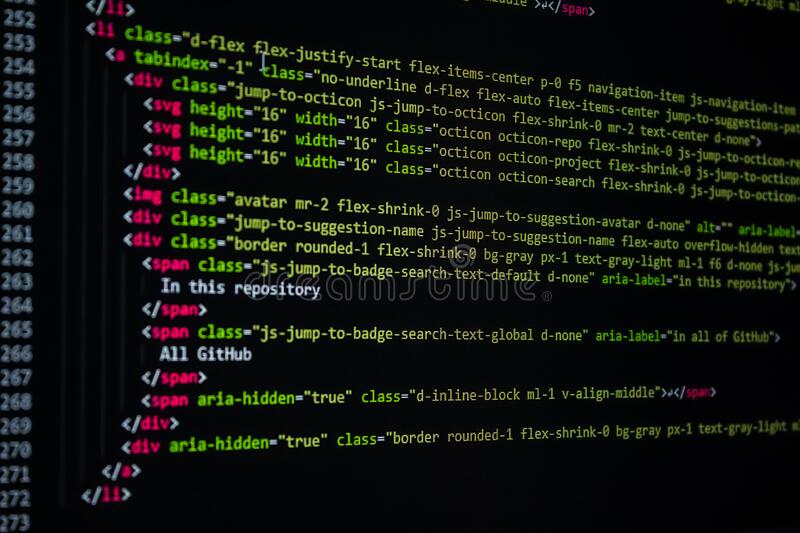 middle">↵</span>
</li>
252 <li class="d-flex flex-justify-start flex-items-center p-0 f5 navigation-item js-navigation-item
253 <a tabindex="-1" class="no-underline d-flex flex-auto flex-items-center jump-to-suggestions-pat
254 <div class="jump-to-octicon js-jump-to-octicon flex-shrink-0 mr-2 text-center d-none">
255 <svg height="16" width="16" class="octicon octicon-repo flex-shrink-0 js-jump-to-octicon-re
256 <svg height="16" width="16" class="octicon octicon-project flex-shrink-0 js-jump-to-octicon-
257 <svg height="16" width="16" class="octicon octicon-search flex-shrink-0 js-jump-to-octicon-
258 </div>
259 <img class="avatar mr-2 flex-shrink-0 js-jump-to-suggestion-avatar d-none" alt="" aria-label=
260 <div class="jump-to-suggestion-name js-jump-to-suggestion-name flex-auto overflow-hidden text
261 <div class="border rounded-1 flex-shrink-0 bg-gray px-1 text-gray-light ml-1 f6 d-none js-jum
262 <span class="js-jump-to-badge-search-text-default d-none" aria-label="in this repository">
263 In this repository
264 </span>
265 <span class="js-jump-to-badge-search-text-global d-none" aria-label="in all of GitHub">
266 All GitHub
267 </span>
268 <span aria-hidden="true" class="d-inline-block ml-1 v-align-middle">↵</span>
269 </div>
270 <div aria-hidden="true" class="border rounded-1 flex-shrink-0 bg-gray px-1 text-gray-light ml
271 </a>
272 </li>
273
dreamstime